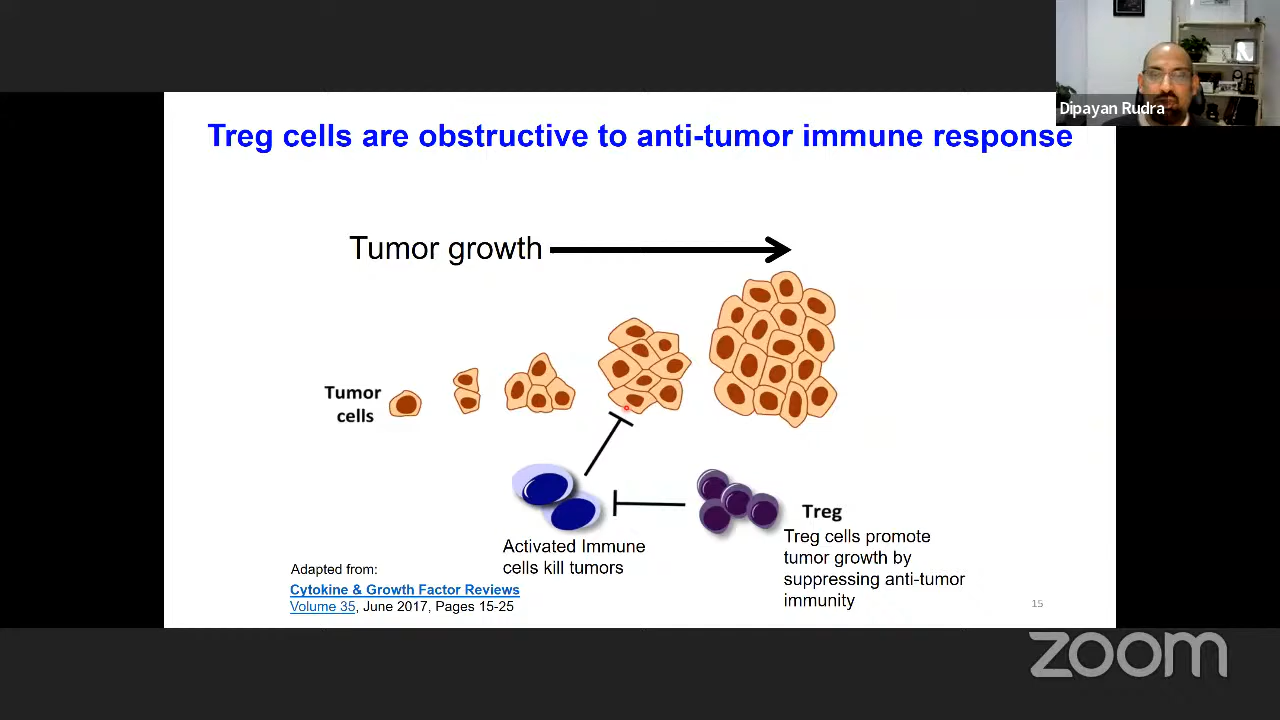 Dipayan Rudra
Treg cells are obstructive to anti-tumor immune response
Tumor growth
Tumor
cells
Treg
Treg cells promote
tumor growth by
suppressing anti-tumor
immunity
Activated Immune
cells kill tumors
Adapted from:
Cytokine & Growth Factor Reviews
Volume 35, June 2017, Pages 15-25
15
zoom